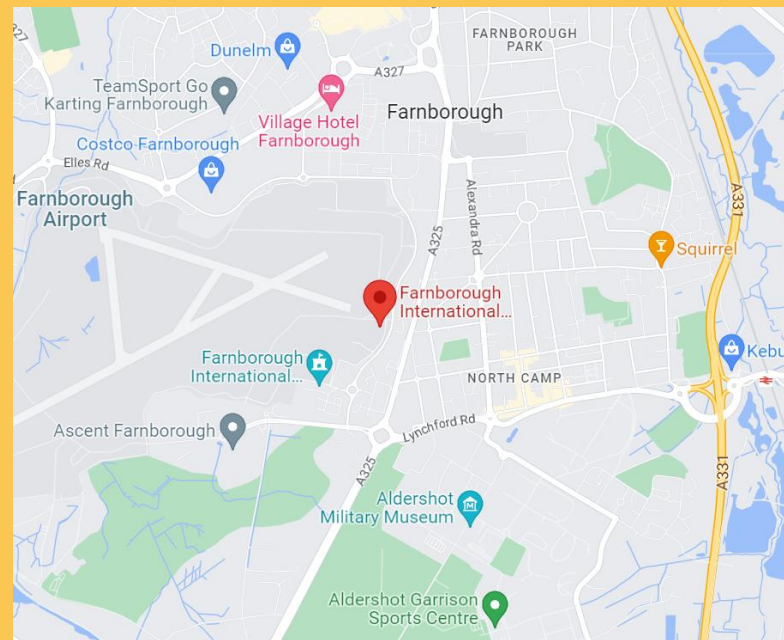 327
Dunelm
FARNBOROUGH
PARK
A327
TeamSport Go
Karting Farnborough
Village Hotel
Farnborough
Farnborough
Costco Farnborough
Elles Rd
Farnborough
Airport
Alexandra Rd
A325
A331
Squirrel
Farnborough
International...
Farnborough
International...
Kebu
NORTH CAMP
Ascent Farnborough
Lynchford Rd
A325
A331
Aldershot
Military Museum
Aldershot Garrison
Sports Centre